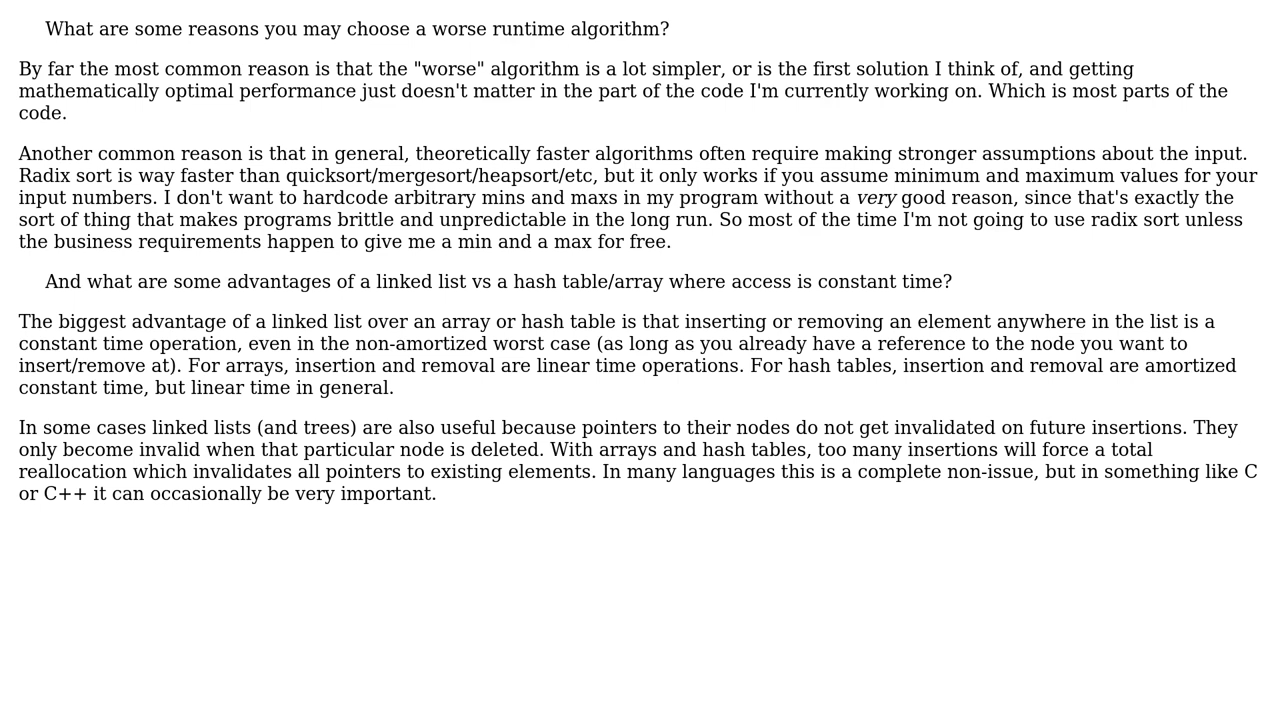 What are some reasons you may choose a worse runtime algorithm?
By far the most common reason is that the "worse" algorithm is a lot simpler, or is the first solution I think of, and getting
mathematically optimal performance just doesn't matter in the part of the code I'm currently working on. Which is most parts of the
code.
Another common reason is that in general, theoretically faster algorithms often require making stronger assumptions about the input.
Radix sort is way faster than quicksort/mergesort/heapsort/etc, but it only works if you assume minimum and maximum values for your
input numbers. I don't want to hardcode arbitrary mins and maxs in my program without a very good reason, since that's exactly the
sort of thing that makes programs brittle and unpredictable in the long run. So most of the time I'm not going to use radix sort unless
the business requirements happen to give me a min and a max for free.
And what are some advantages of a linked list vs a hash table/array where access is constant time?
The biggest advantage of a linked list over an array or hash table is that inserting or removing an element anywhere in the list is a
constant time operation, even in the non-amortized worst case (as long as you already have a reference to the node you want to
insert/remove at). For arrays, insertion and removal are linear time operations. For hash tables, insertion and removal are amortized
constant time, but linear time in general.
In some cases linked lists (and trees) are also useful because pointers to their nodes do not get invalidated on future insertions. They
only become invalid when that particular node is deleted. With arrays and hash tables, too many insertions will force a total
reallocation which invalidates all pointers to existing elements. In many languages this is a complete non-issue, but in something like C
or C++ it can occasionally be very important.